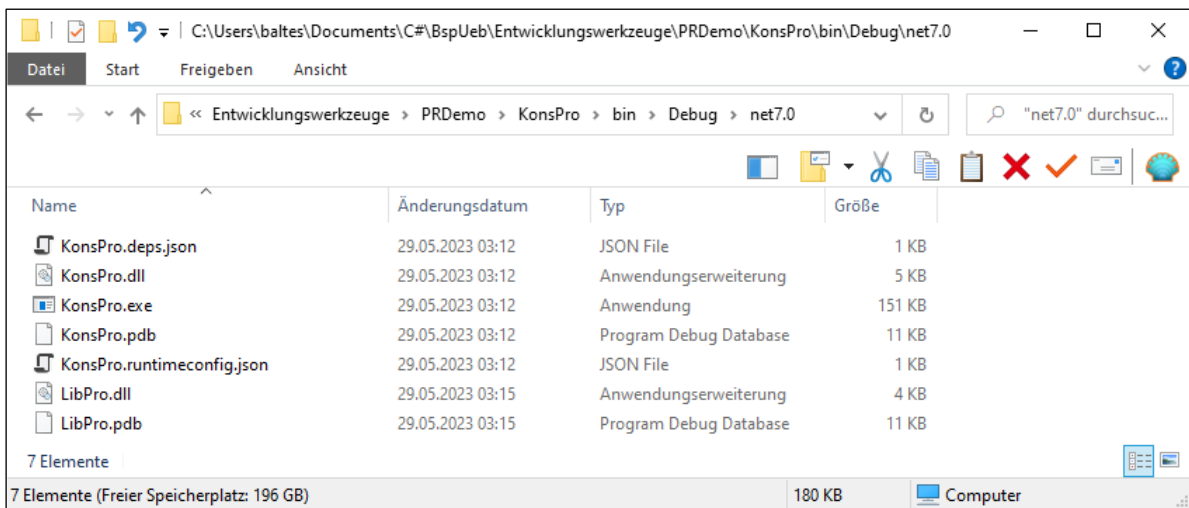 C:\Users\baltes\Documents\C#\BspUeb\Entwicklungswerkzeuge\PRDemo\KonsPro\bin\Debug\net7.0
Datei Start Freigeben Ansicht
« Entwicklungswerkzeuge > PRDemo > KonsPro > bin > Debug > net7.0 "net7.0" durchsuc...
Name Änderungsdatum Typ Größe
KonsPro.deps.json 29.05.2023 03:12 JSON File 1 KB
KonsPro.dll 29.05.2023 03:12 Anwendungserweiterung 5 KB
KonsPro.exe 29.05.2023 03:12 Anwendung 151 KB
KonsPro.pdb 29.05.2023 03:12 Program Debug Database 11 KB
KonsPro.runtimeconfig.json 29.05.2023 03:12 JSON File 1 KB
LibPro.dll 29.05.2023 03:15 Anwendungserweiterung 4 KB
LibPro.pdb 29.05.2023 03:15 Program Debug Database 11 KB
7 Elemente
7 Elemente (Freier Speicherplatz: 196 GB) 180 KB Computer